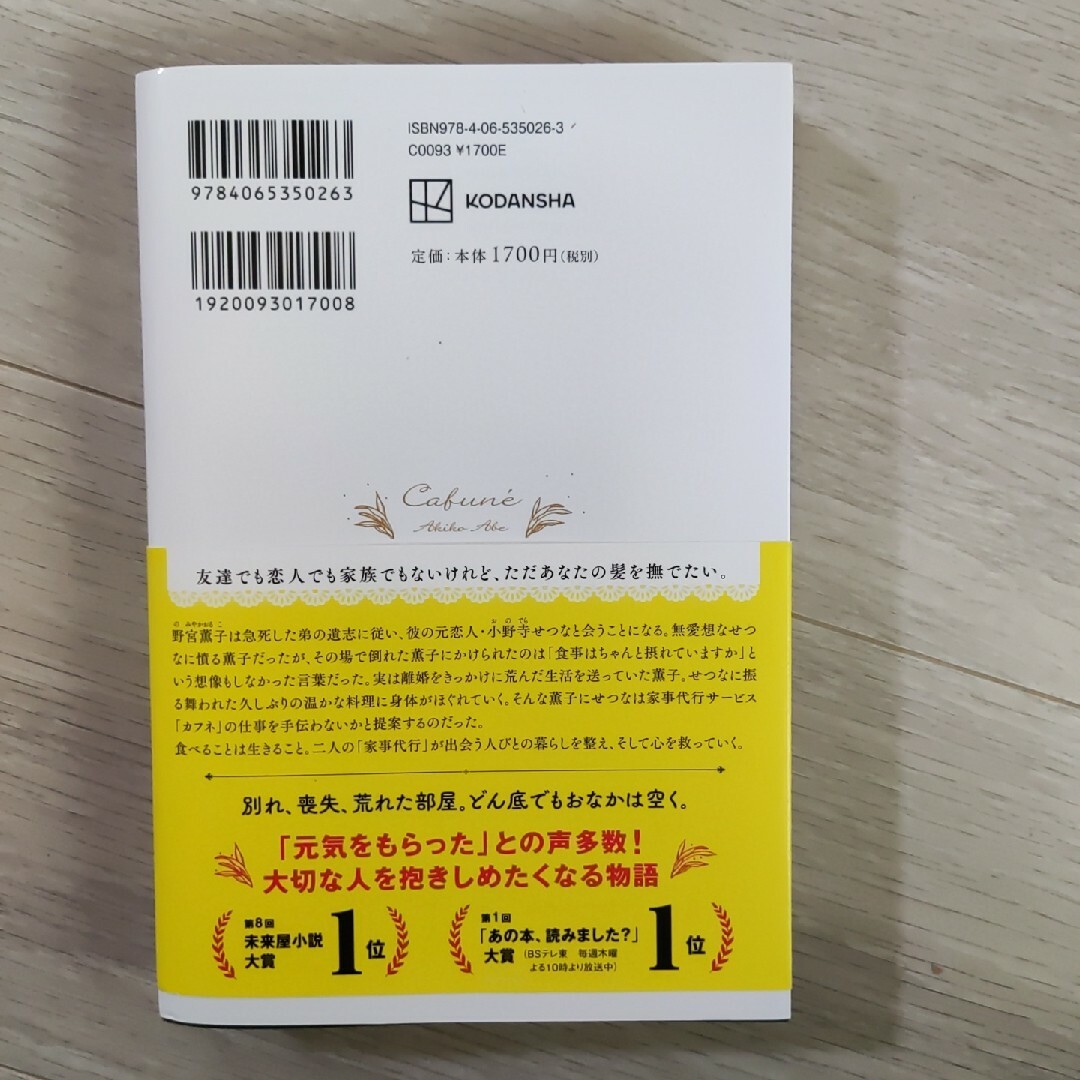 9784065350263
1920093017008
ISBN978-4-06-535026-3
C0093 ¥1700E
KODANSHA
定価:本体1700円(税別)
Cafuné
Akiko Abe
友達でも恋人でも家族でもないけれど、ただあなたの髪を撫でたい。
の みやかおる こ
お の でら
野宮薫子は急死した弟の遺志に従い、彼の元恋人・小野寺せつなと会うことになる。無愛想なせつ
なに憤る薫子だったが、その場で倒れた薫子にかけられたのは「食事はちゃんと摂れていますか」と
いう想像もしなかった言葉だった。実は離婚をきっかけに荒んだ生活を送っていた薫子。せつなに振
る舞われた久しぶりの温かな料理に身体がほぐれていく。そんな薫子にせつなは家事代行サービス
「カフネ」の仕事を手伝わないかと提案するのだった。
食べることは生きること。二人の「家事代行」が出会う人びとの暮らしを整え、そして心を救っていく。
別れ、喪失、荒れた部屋。どん底でもおなかは空く。
「元気をもらった」との声多数!
大切な人を抱きしめたくなる物語
第8回
未来屋小説
大賞
1位
第1回
「あの本、読みました?」
大賞(BSテレ東 毎週木曜
よる10時より放送中)
1位